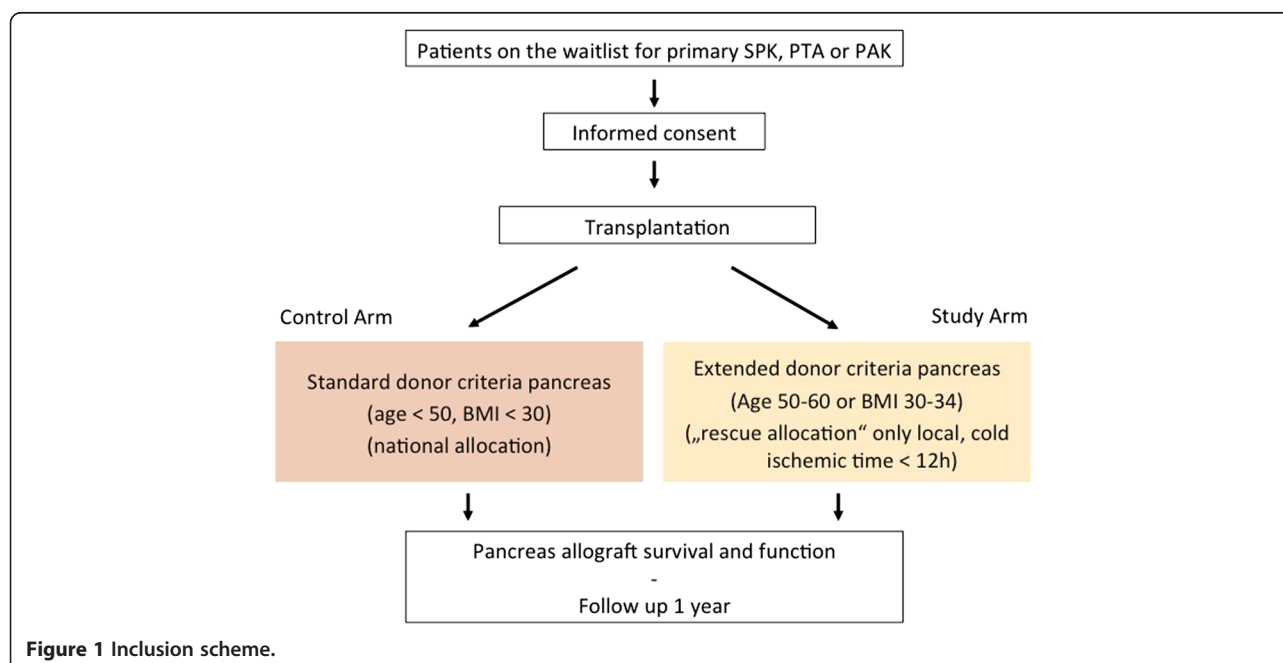 Patients on the waitlist for primary SPK, PTA or PAK
Informed consent
Transplantation
Control Arm
Study Arm
Standard donor criteria pancreas
(age < 50, BMI < 30)
(national allocation)
Extended donor criteria pancreas
(Age 50-60 or BMI 30-34)
(„rescue allocation“ only local, cold
ischemic time < 12h)
Pancreas allograft survival and function
-
Follow up 1 year
Figure 1 Inclusion scheme.